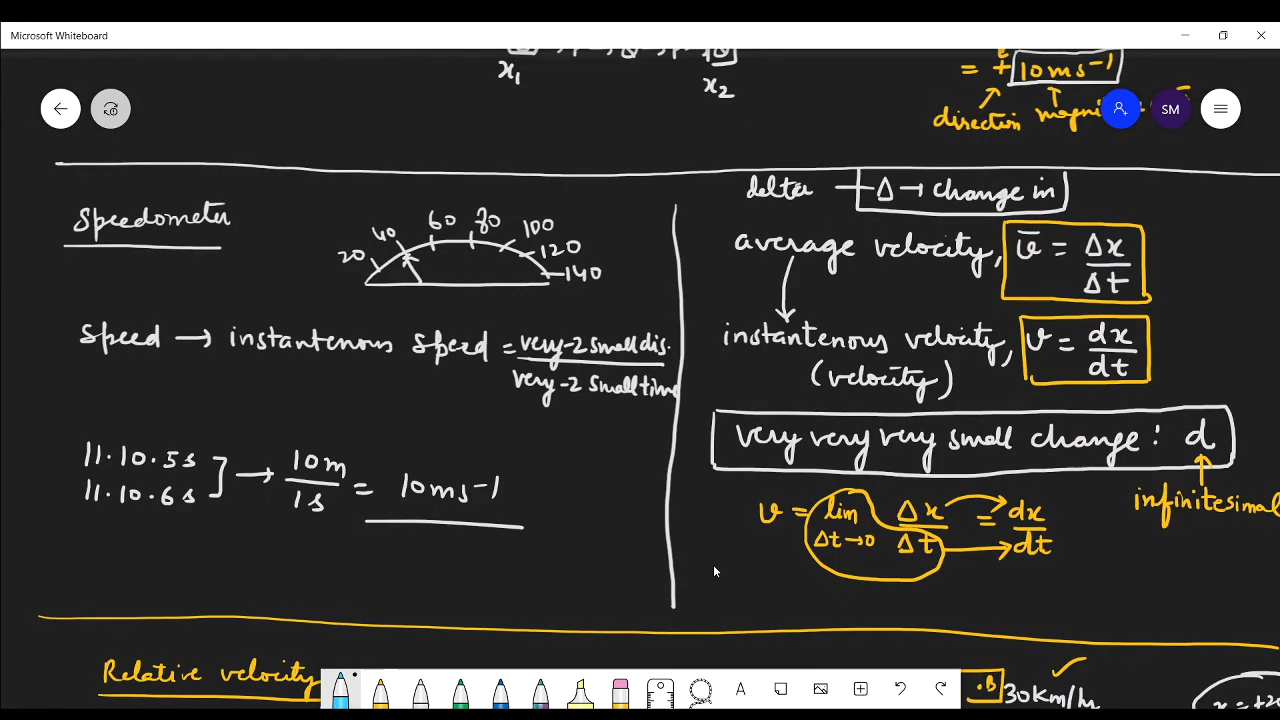 Microsoft Whiteboard
x₁
x₂
= + 10ms⁻¹
direction
SM
Speedometer
20 40 60 80 100 120 140
Speed → instantenous speed = very-2 small dis.
very-2 small time
11.10.5s
11.10.6s
→ 10m / 1s = 10ms⁻¹
delta → Δ → change in
average velocity, v̅ = Δx / Δt
instantenous velocity, v = dx / dt
(velocity)
very very very small change : d
infinitesimal
v = lim Δx / Δt = dx / dt
Δt → 0
Relative velocity
.B 30 km/hr